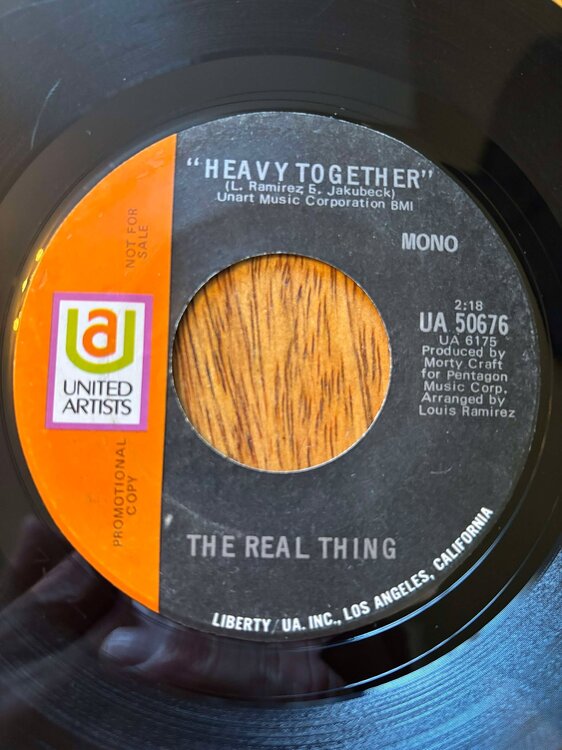 "HEAVY TOGETHER"
(L. Ramirez, S. Jakubeck)
Unart Music Corporation BMI
MONO
NOT FOR
SALE
2:18
UA 50676
UA 6175
Produced by
Morty Craft
for Pentagon
Music Corp.
Arranged by
Louis Ramirez
ua
UNITED
ARTISTS
PROMOTIONAL
COPY
THE REAL THING
LIBERTY/UA. INC., LOS ANGELES, CALIFORNIA